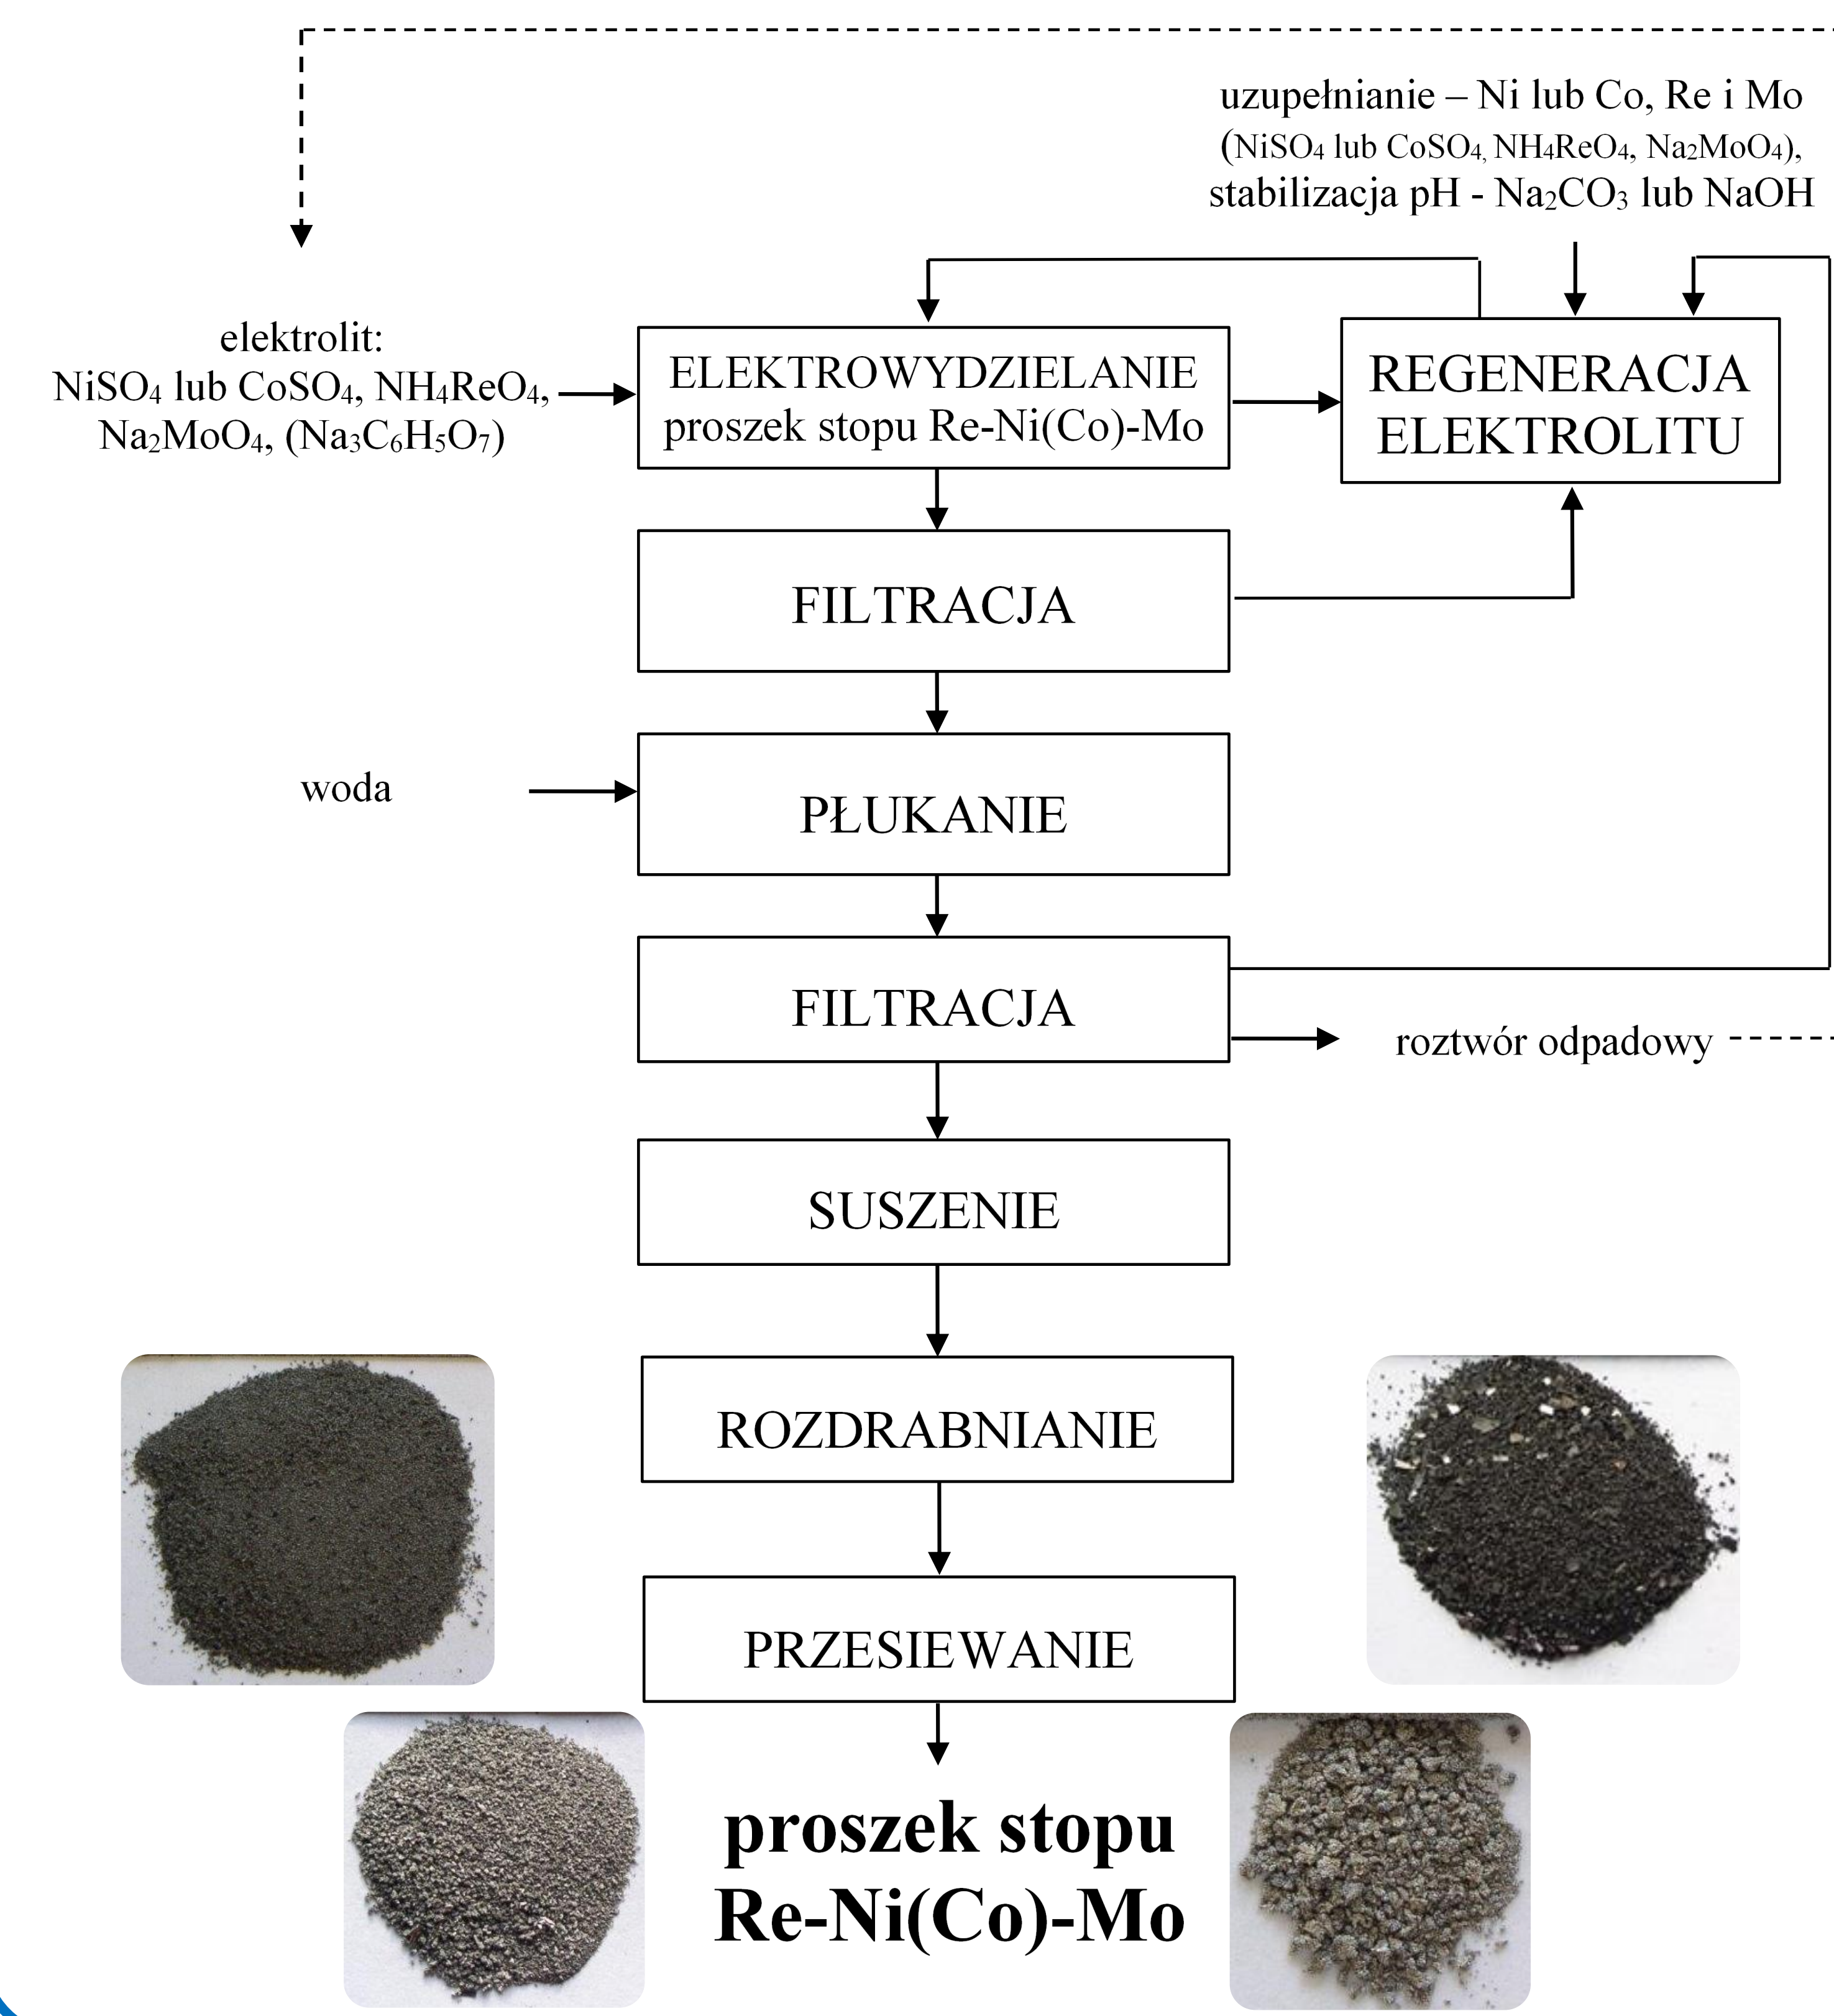 uzupełnianie – Ni lub Co, Re i Mo
(NiSO₄ lub CoSO₄, NH₄ReO₄, Na₂MoO₄),
stabilizacja pH - Na₂CO₃ lub NaOH
elektrolit:
NiSO₄ lub CoSO₄, NH₄ReO₄,
Na₂MoO₄, (Na₃C₆H₅O₇)
ELEKTROWYDZIELANIE
proszek stopu Re-Ni(Co)-Mo
REGENERACJA
ELEKTROLITU
FILTRACJA
woda
PŁUKANIE
FILTRACJA
roztwór odpadowy
SUSZENIE
ROZDRABNIANIE
PRZESIEWANIE
proszek stopu
Re-Ni(Co)-Mo